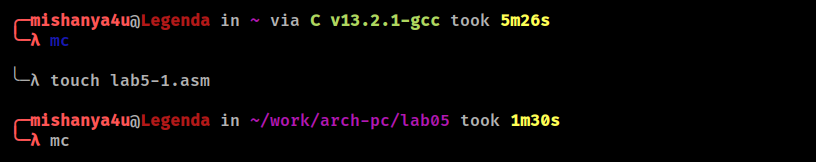 ╭─mishanya4u@Legenda in ~ via C v13.2.1-gcc took 5m26s
╰─λ mc
╰─λ touch lab5-1.asm
╭─mishanya4u@Legenda in ~/work/arch-pc/lab05 took 1m30s
╰─λ mc